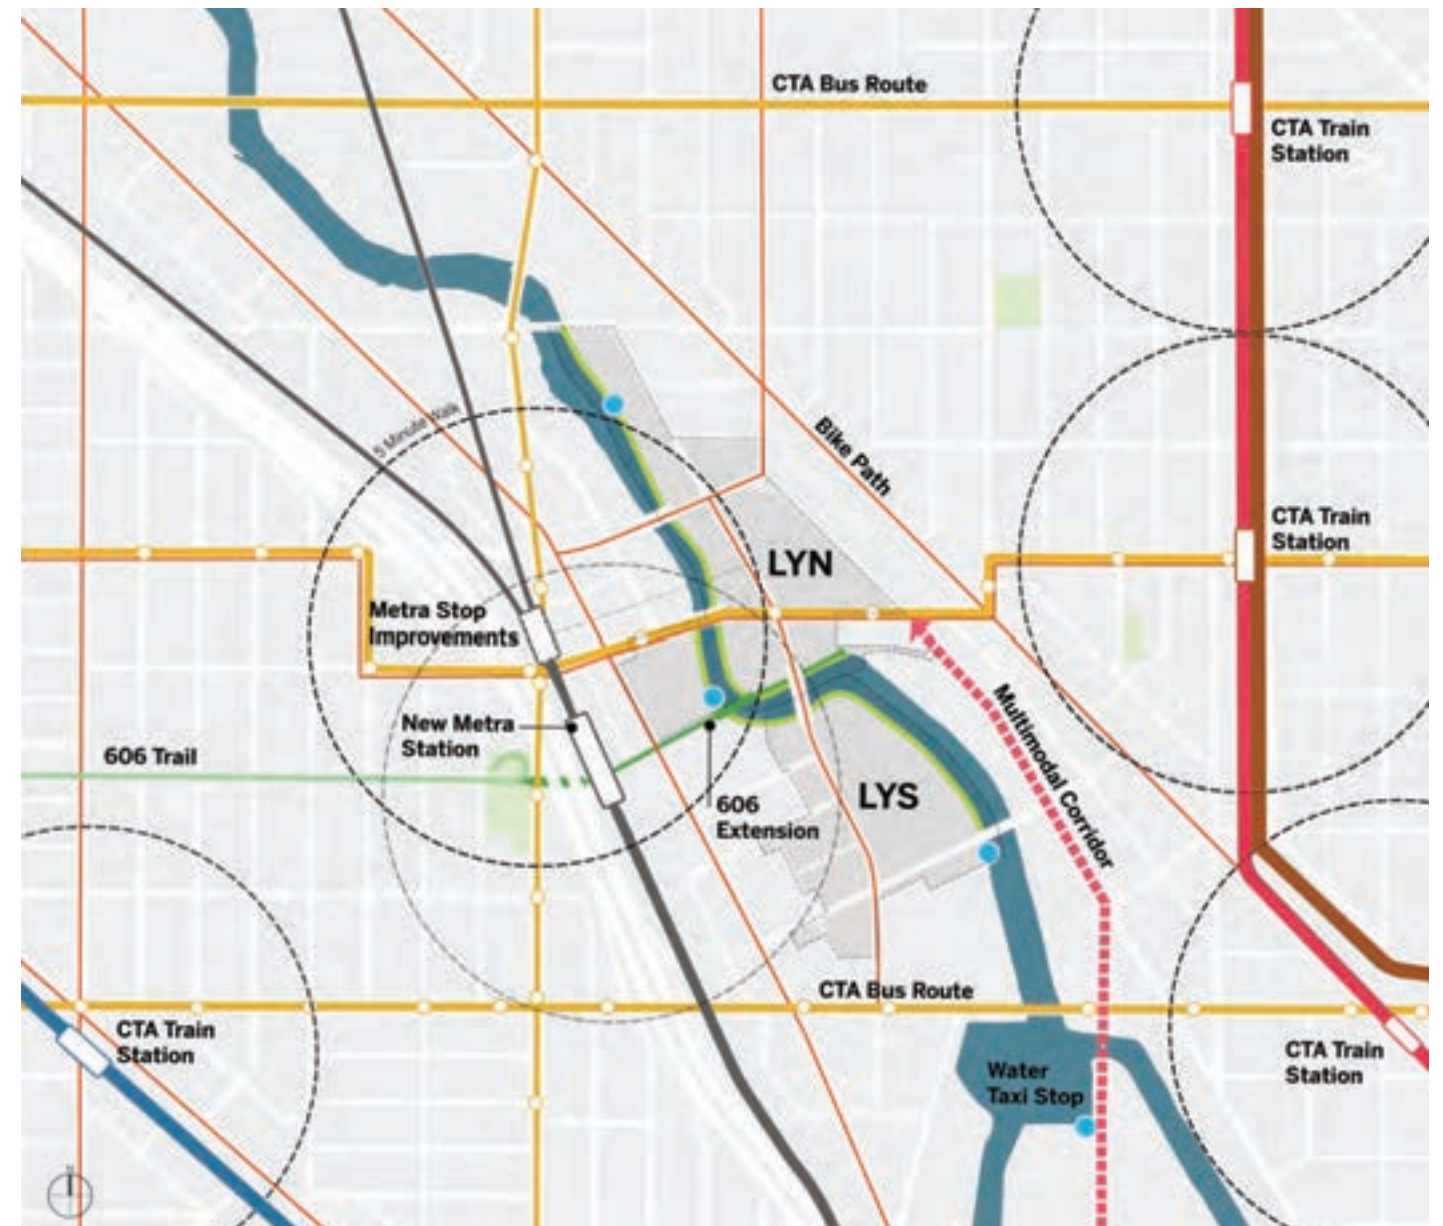 CTA Bus Route
CTA Train
Station
5 Minute Walk
Bike Path
CTA Train
Station
LYN
Metra Stop
Improvements
Multimodal Corridor
New Metra
Station
606 Trail
LYS
606
Extension
CTA Bus Route
CTA Train
Station
Water
Taxi Stop
CTA Train
Station